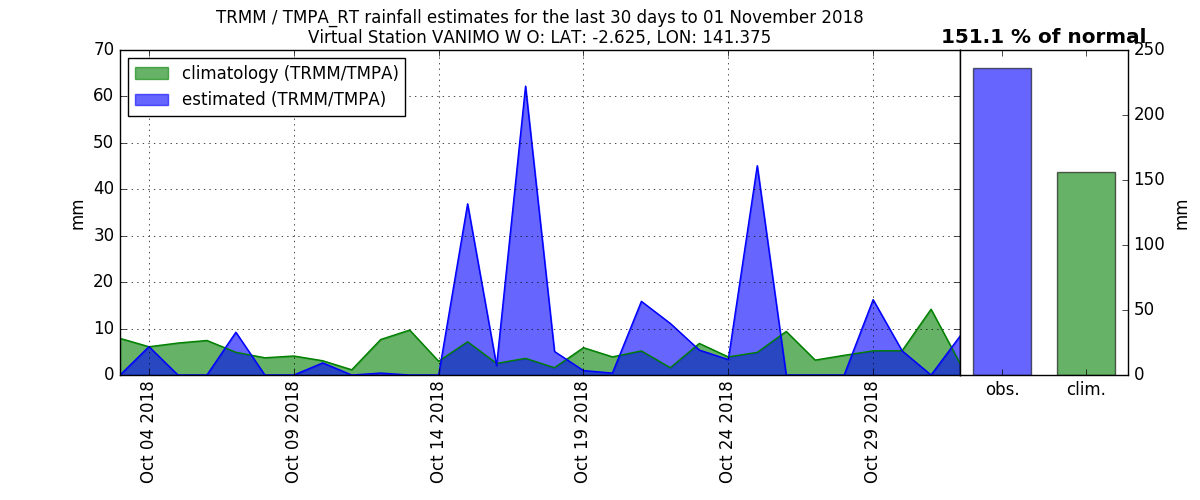 TRMM / TMPA_RT rainfall estimates for the last 30 days to 01 November 2018
Virtual Station VANIMO W O: LAT: -2.625, LON: 141.375
151.1 % of normal
climatology (TRMM/TMPA)
estimated (TRMM/TMPA)
70
60
50
40
30
20
10
0
mm
Oct 04 2018
Oct 09 2018
Oct 14 2018
Oct 19 2018
Oct 24 2018
Oct 29 2018
250
200
150
100
50
0
mm
obs.
clim.